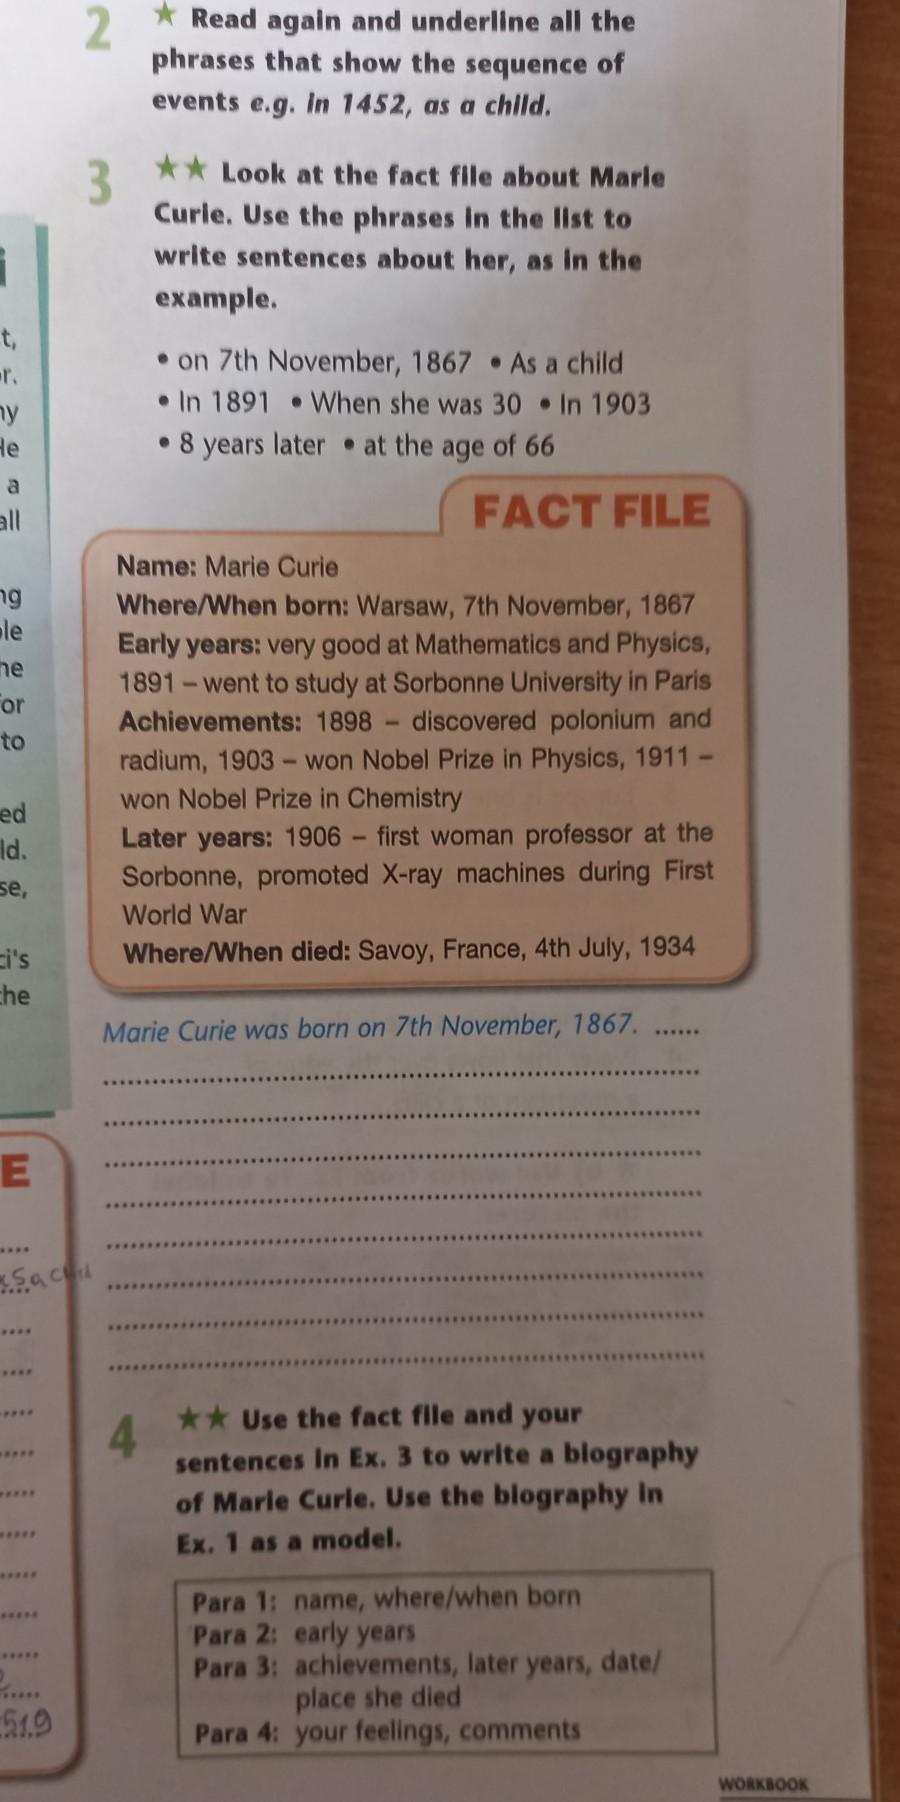 2 ★ Read again and underline all the
phrases that show the sequence of
events e.g. in 1452, as a child.
3 ★★ Look at the fact file about Marie
Curie. Use the phrases in the list to
write sentences about her, as in the
example.
• on 7th November, 1867 • As a child
• In 1891 • When she was 30 • In 1903
• 8 years later • at the age of 66
FACT FILE
Name: Marie Curie
Where/When born: Warsaw, 7th November, 1867
Early years: very good at Mathematics and Physics,
1891 – went to study at Sorbonne University in Paris
Achievements: 1898 – discovered polonium and
radium, 1903 – won Nobel Prize in Physics, 1911 –
won Nobel Prize in Chemistry
Later years: 1906 – first woman professor at the
Sorbonne, promoted X-ray machines during First
World War
Where/When died: Savoy, France, 4th July, 1934
Marie Curie was born on 7th November, 1867. ......
4 ★★ Use the fact file and your
sentences in Ex. 3 to write a biography
of Marie Curie. Use the biography in
Ex. 1 as a model.
Para 1: name, where/when born
Para 2: early years
Para 3: achievements, later years, date/
place she died
Para 4: your feelings, comments
WORKBOOK